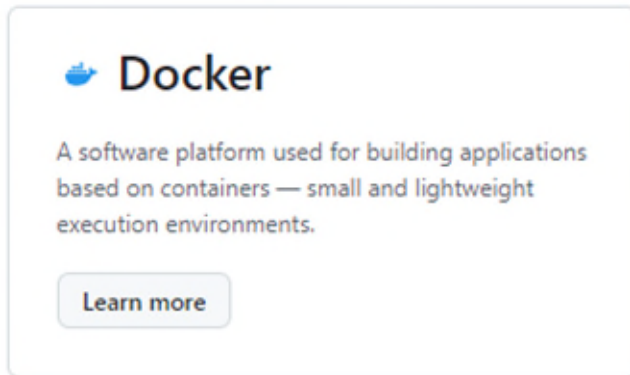 Docker
A software platform used for building applications
based on containers — small and lightweight
execution environments.
Learn more